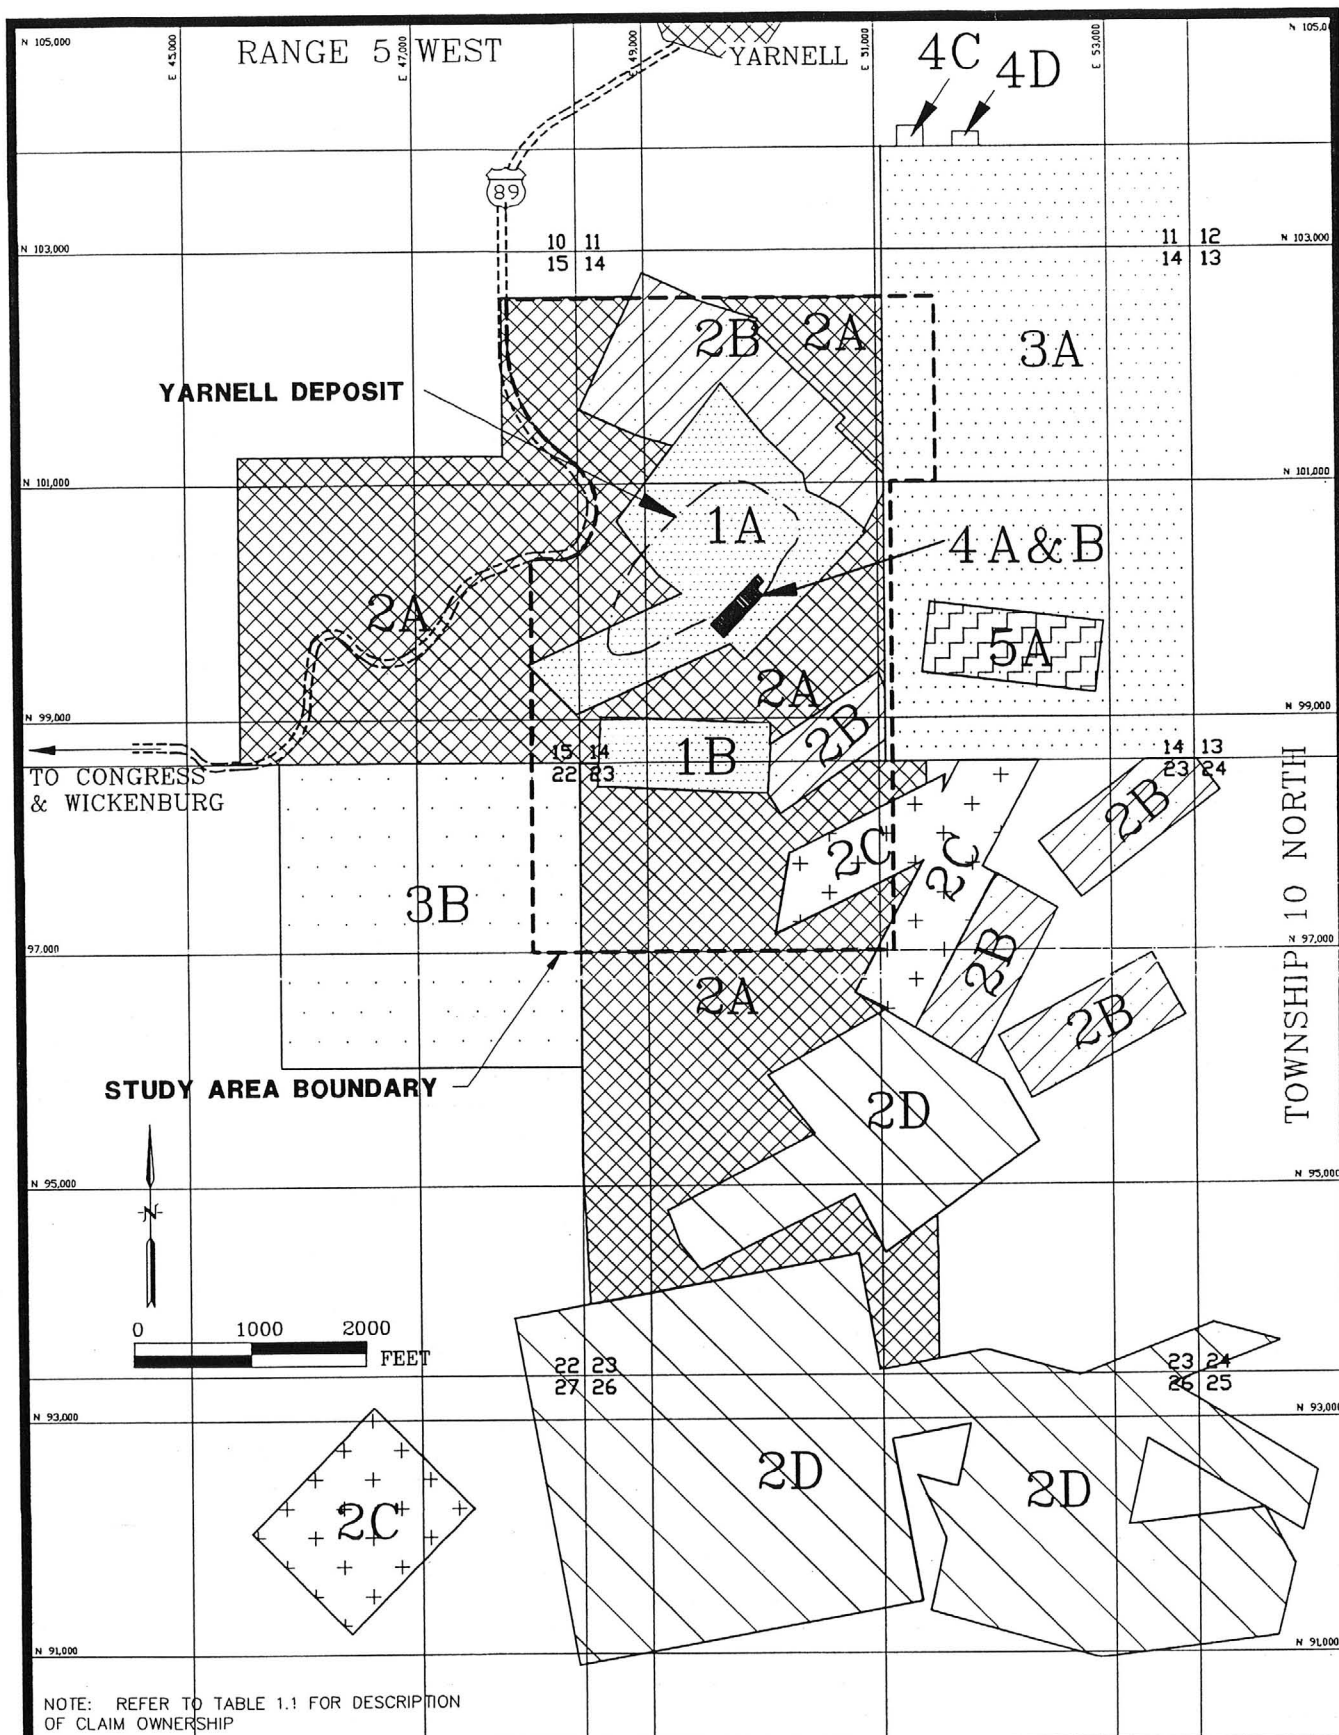 N 105,000
E 45,000
RANGE 5 WEST
E 47,000
E 49,000
YARNELL
E 51,000
4C
4D
E 53,000
N 105,0
89
N 103,000
10 11
15 14
11 12
14 13
N 103,000
2B
2A
3A
YARNELL DEPOSIT
N 101,000
N 101,000
1A
4A&B
2A
5A
2A
2B
N 99,000
N 99,000
15 14
22 23
1B
14 13
23 24
TO CONGRESS
& WICKENBURG
2B
2C
2C
3B
TOWNSHIP 10 NORTH
N 97,000
2B
N 97,000
2A
2B
STUDY AREA BOUNDARY
2D
N
N 95,000
N 95,000
0 1000 2000
FEET
22 23
27 26
23 24
26 25
N 93,000
N 93,000
2D
2D
2C
N 91,000
N 91,000
NOTE: REFER TO TABLE 1.1 FOR DESCRIPTION
OF CLAIM OWNERSHIP